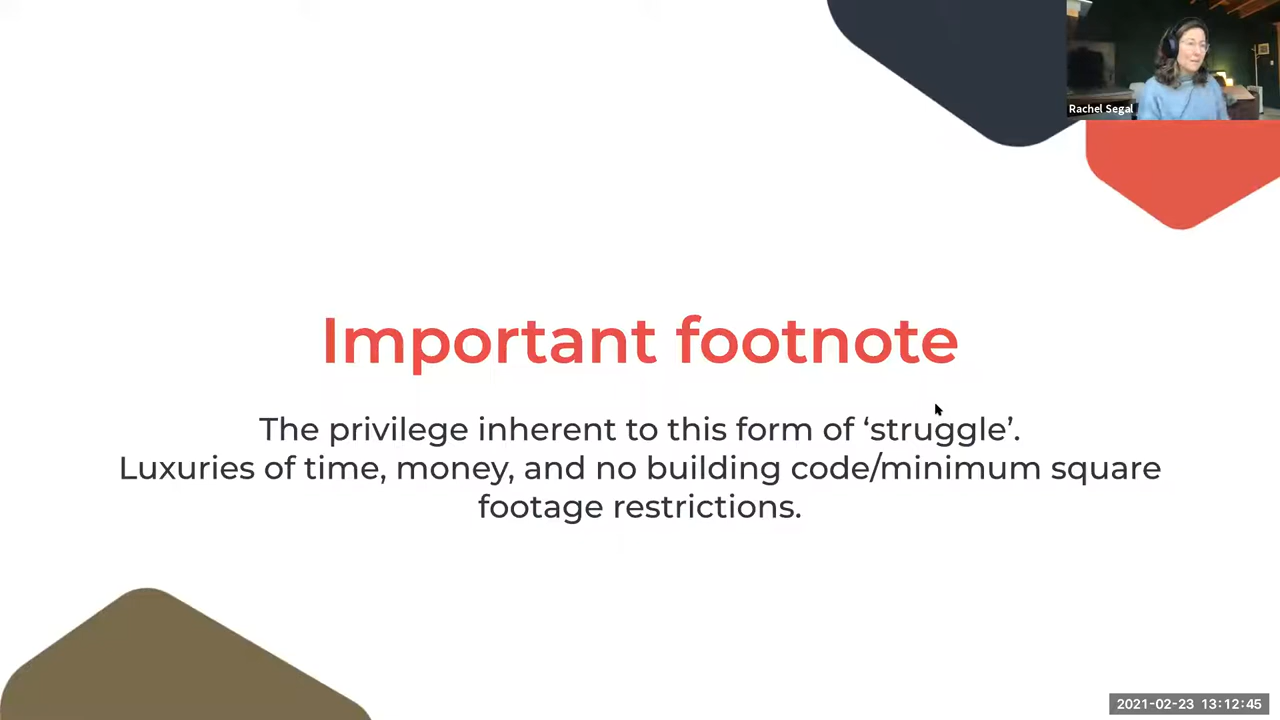 Rachel Segal
Important footnote
The privilege inherent to this form of ‘struggle’.
Luxuries of time, money, and no building code/minimum square
footage restrictions.
2021-02-23 13:12:45